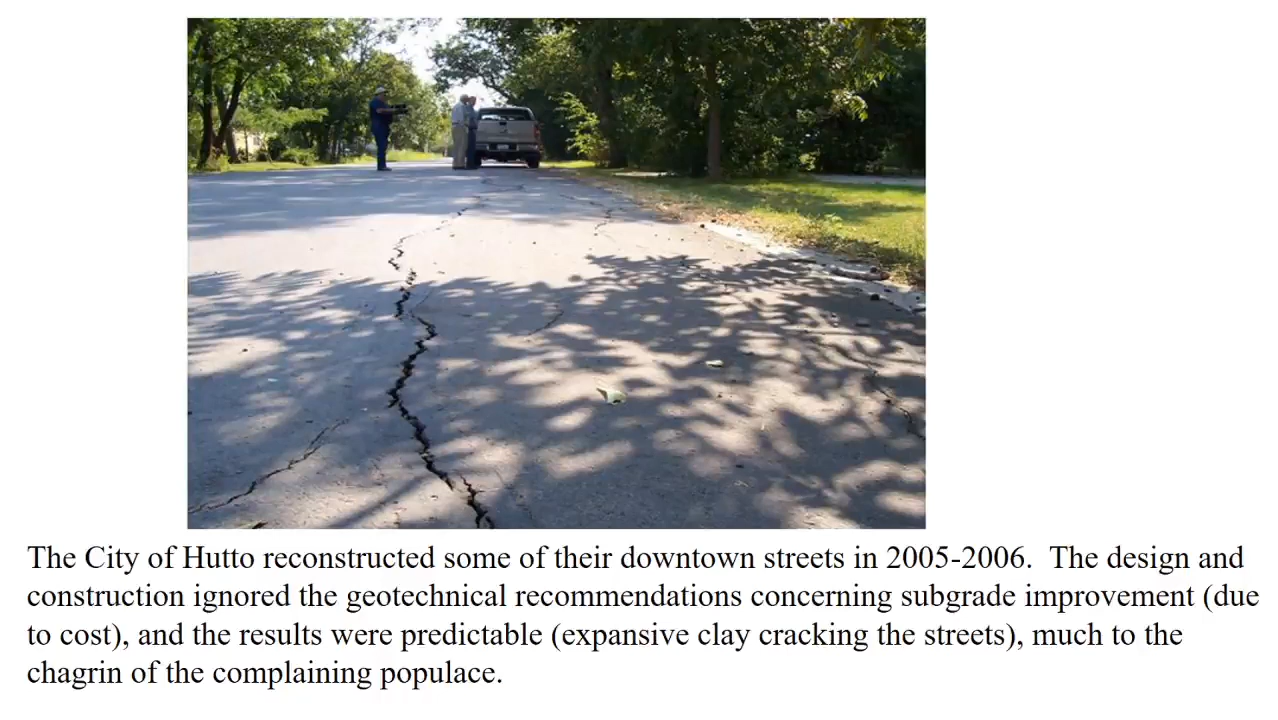 The City of Hutto reconstructed some of their downtown streets in 2005-2006.  The design and
construction ignored the geotechnical recommendations concerning subgrade improvement (due
to cost), and the results were predictable (expansive clay cracking the streets), much to the
chagrin of the complaining populace.